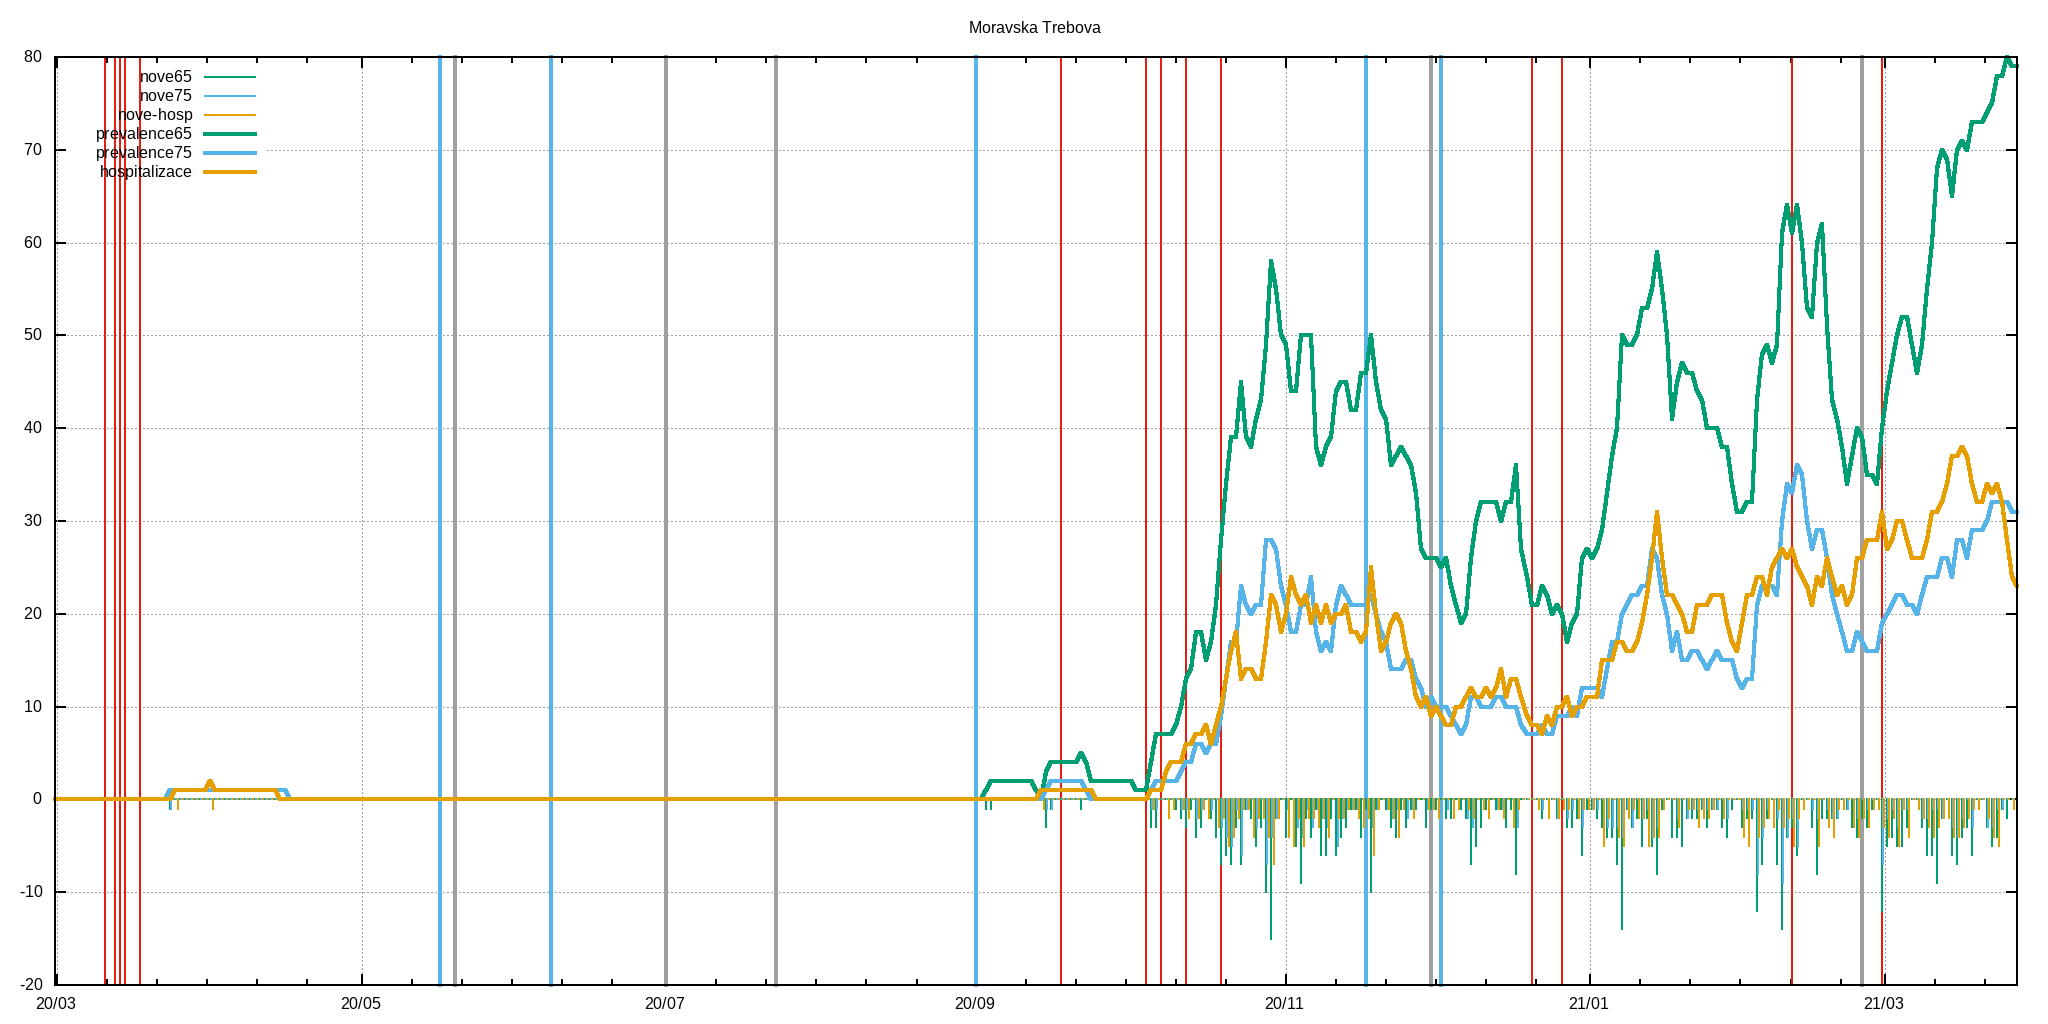 Moravska Trebova
80
70
60
50
40
30
20
10
0
-10
-20
nove65
nove75
nove-hosp
prevalence65
prevalence75
hospitalizace
20/03 20/05 20/07 20/09 20/11 21/01 21/03